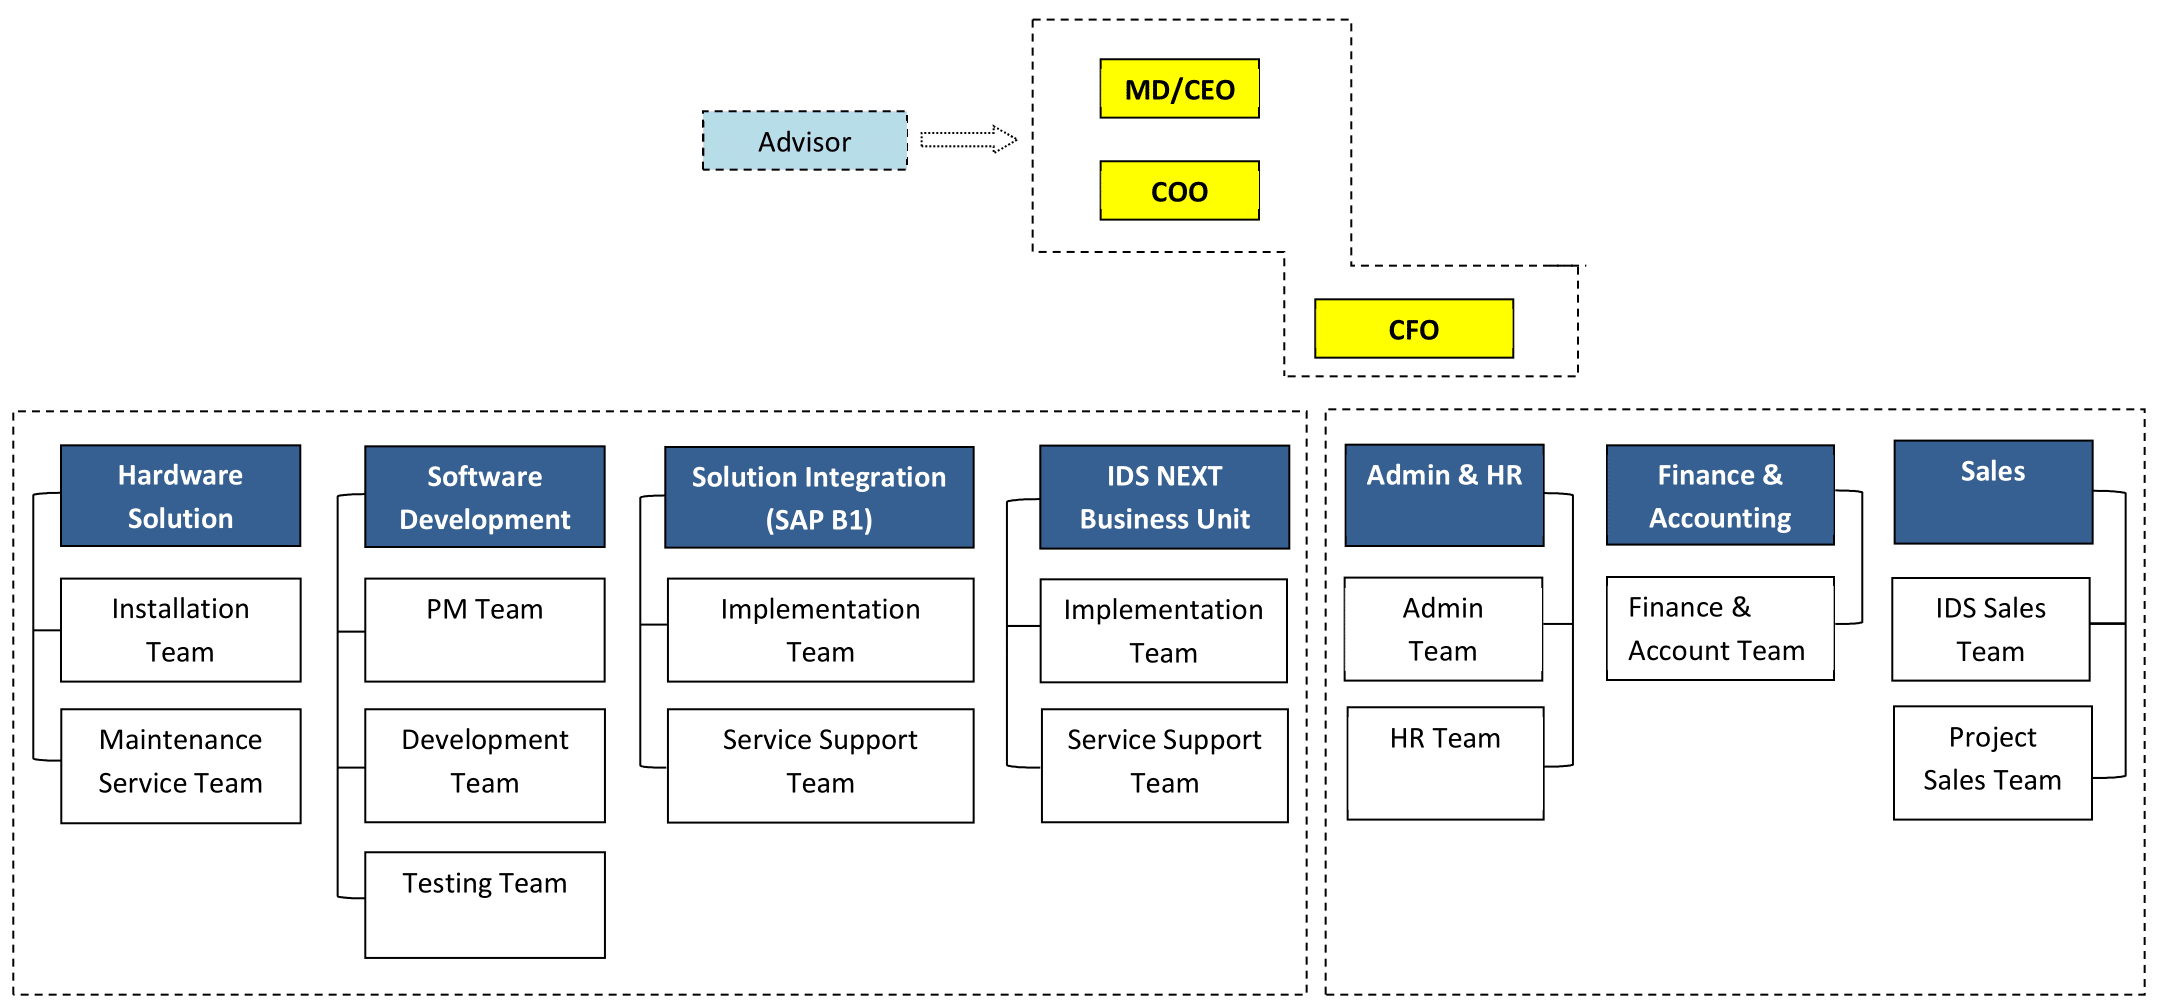 MD/CEO
Advisor
COO
CFO
Hardware
Solution
Installation
Team
Maintenance
Service Team
Software
Development
PM Team
Development
Team
Testing Team
Solution Integration
(SAP B1)
Implementation
Team
Service Support
Team
IDS NEXT
Business Unit
Implementation
Team
Service Support
Team
Admin & HR
Admin
Team
HR Team
Finance &
Accounting
Finance &
Account Team
Sales
IDS Sales
Team
Project
Sales Team